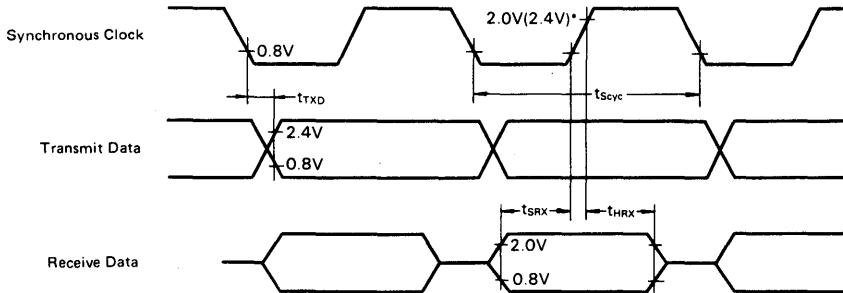 Synchronous Clock
0.8V
2.0V(2.4V)*
tTXD
tScyc
Transmit Data
2.4V
0.8V
tSRX
tHRX
Receive Data
2.0V
0.8V